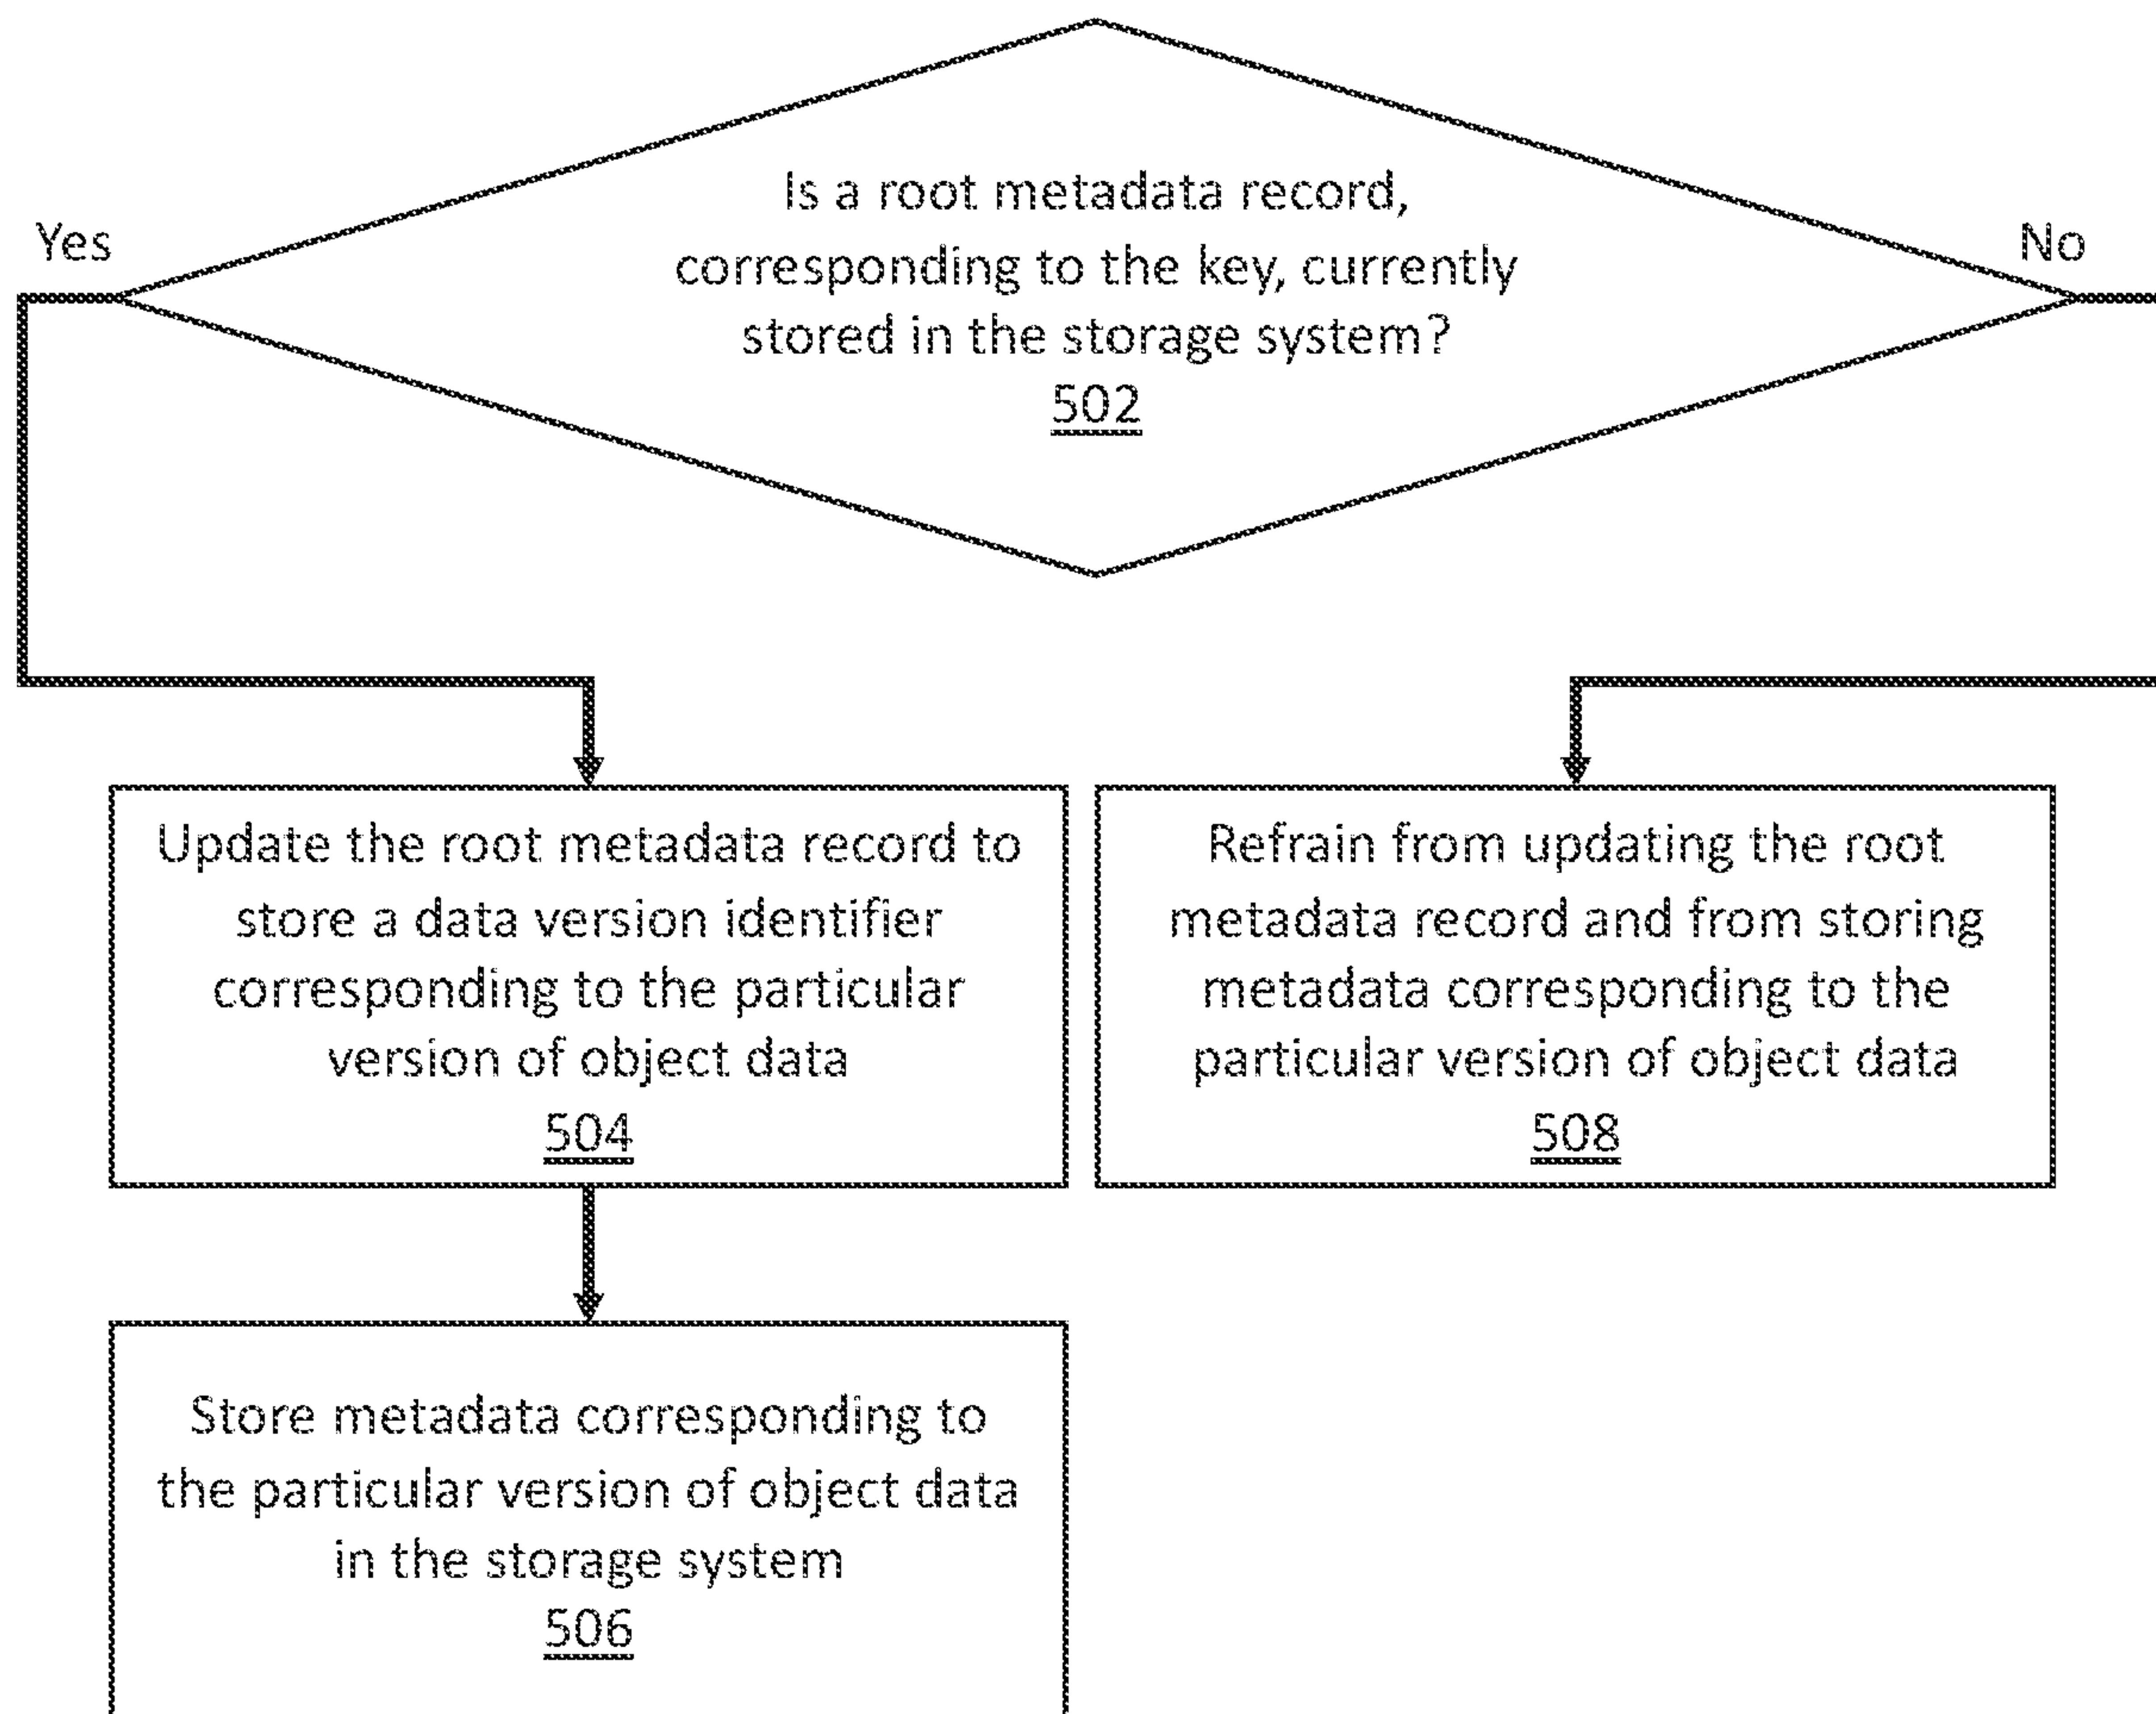 Is a root metadata record,
corresponding to the key, currently
stored in the storage system?
502
Yes
No
Update the root metadata record to
store a data version identifier
corresponding to the particular
version of object data
504
Refrain from updating the root
metadata record and from storing
metadata corresponding to the
particular version of object data
508
Store metadata corresponding to
the particular version of object data
in the storage system
506